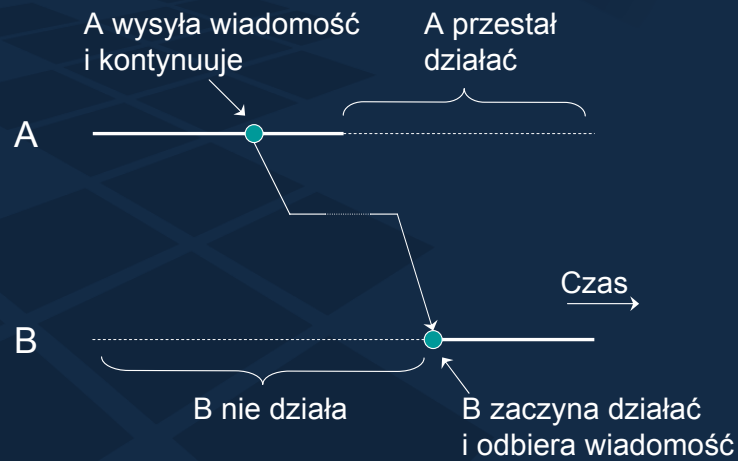 A wysyła wiadomość
i kontynuuje
A przestał
działać
A
Czas
B
B nie działa
B zaczyna działać
i odbiera wiadomość